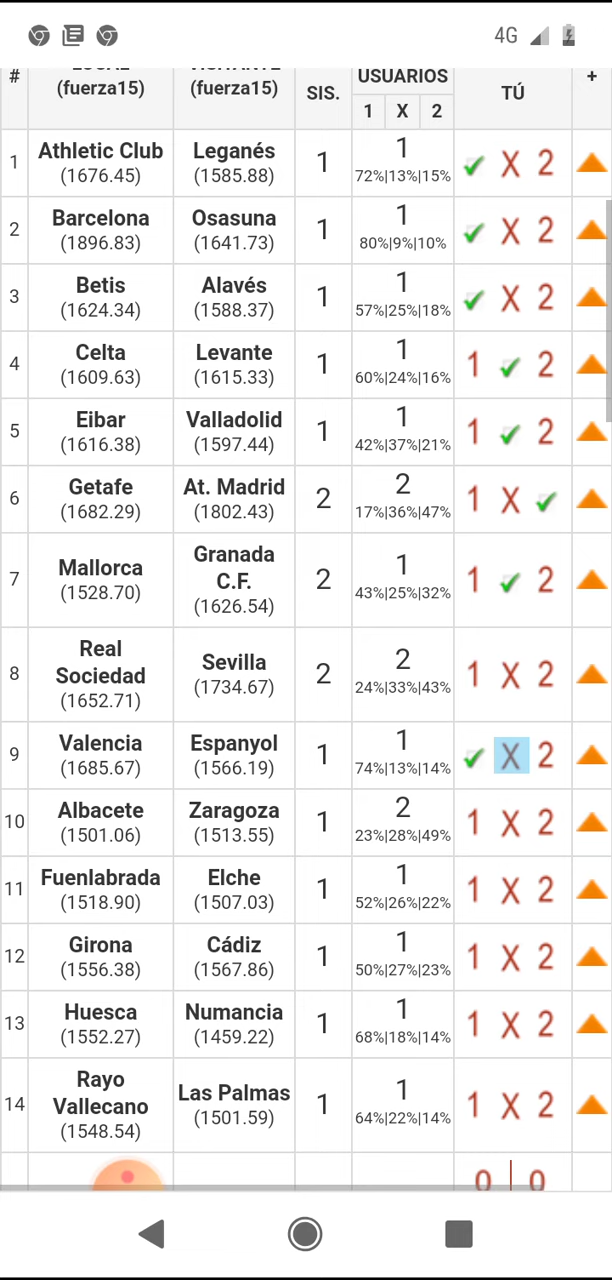 4G
#
(fuerza15)
(fuerza15)
SIS.
USUARIOS
1 X 2
TÚ
+
1 Athletic Club Leganés 1 1 X 2
(1676.45) (1585.88) 72%|13%|15%
2 Barcelona Osasuna 1 1 X 2
(1896.83) (1641.73) 80%|9%|10%
3 Betis Alavés 1 1 X 2
(1624.34) (1588.37) 57%|25%|18%
4 Celta Levante 1 1 1 2
(1609.63) (1615.33) 60%|24%|16%
5 Eibar Valladolid 1 1 1 2
(1616.38) (1597.44) 42%|37%|21%
6 Getafe At. Madrid 2 2 1 X
(1682.29) (1802.43) 17%|36%|47%
7 Mallorca Granada C.F. 2 1 1 2
(1528.70) (1626.54) 43%|25%|32%
8 Real Sociedad Sevilla 2 2 1 X 2
(1652.71) (1734.67) 24%|33%|43%
9 Valencia Espanyol 1 1 X 2
(1685.67) (1566.19) 74%|13%|14%
10 Albacete Zaragoza 1 2 1 X 2
(1501.06) (1513.55) 23%|28%|49%
11 Fuenlabrada Elche 1 1 1 X 2
(1518.90) (1507.03) 52%|26%|22%
12 Girona Cádiz 1 1 1 X 2
(1556.38) (1567.86) 50%|27%|23%
13 Huesca Numancia 1 1 1 X 2
(1552.27) (1459.22) 68%|18%|14%
14 Rayo Vallecano Las Palmas 1 1 1 X 2
(1548.54) (1501.59) 64%|22%|14%
0 0